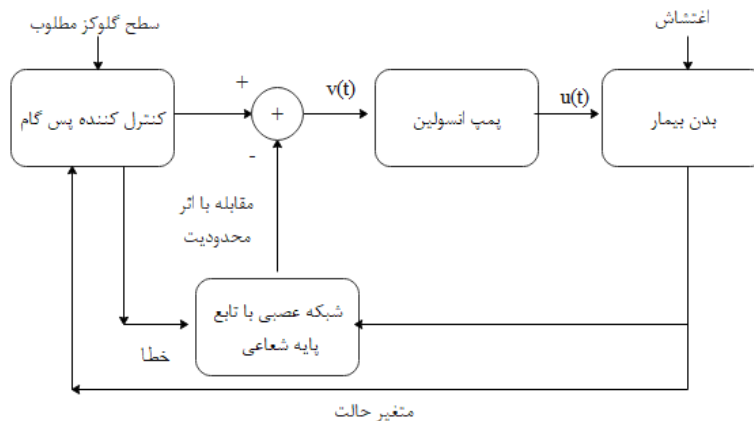 سطح گلوکز مطلوب
اغتشاش
کنترل کننده پس گام
+
+
-
v(t)
پمپ انسولین
u(t)
بدن بیمار
مقابله با اثر
محدودیت
شبکه عصبی با تابع
پایه شعاعی
خطا
متغیر حالت